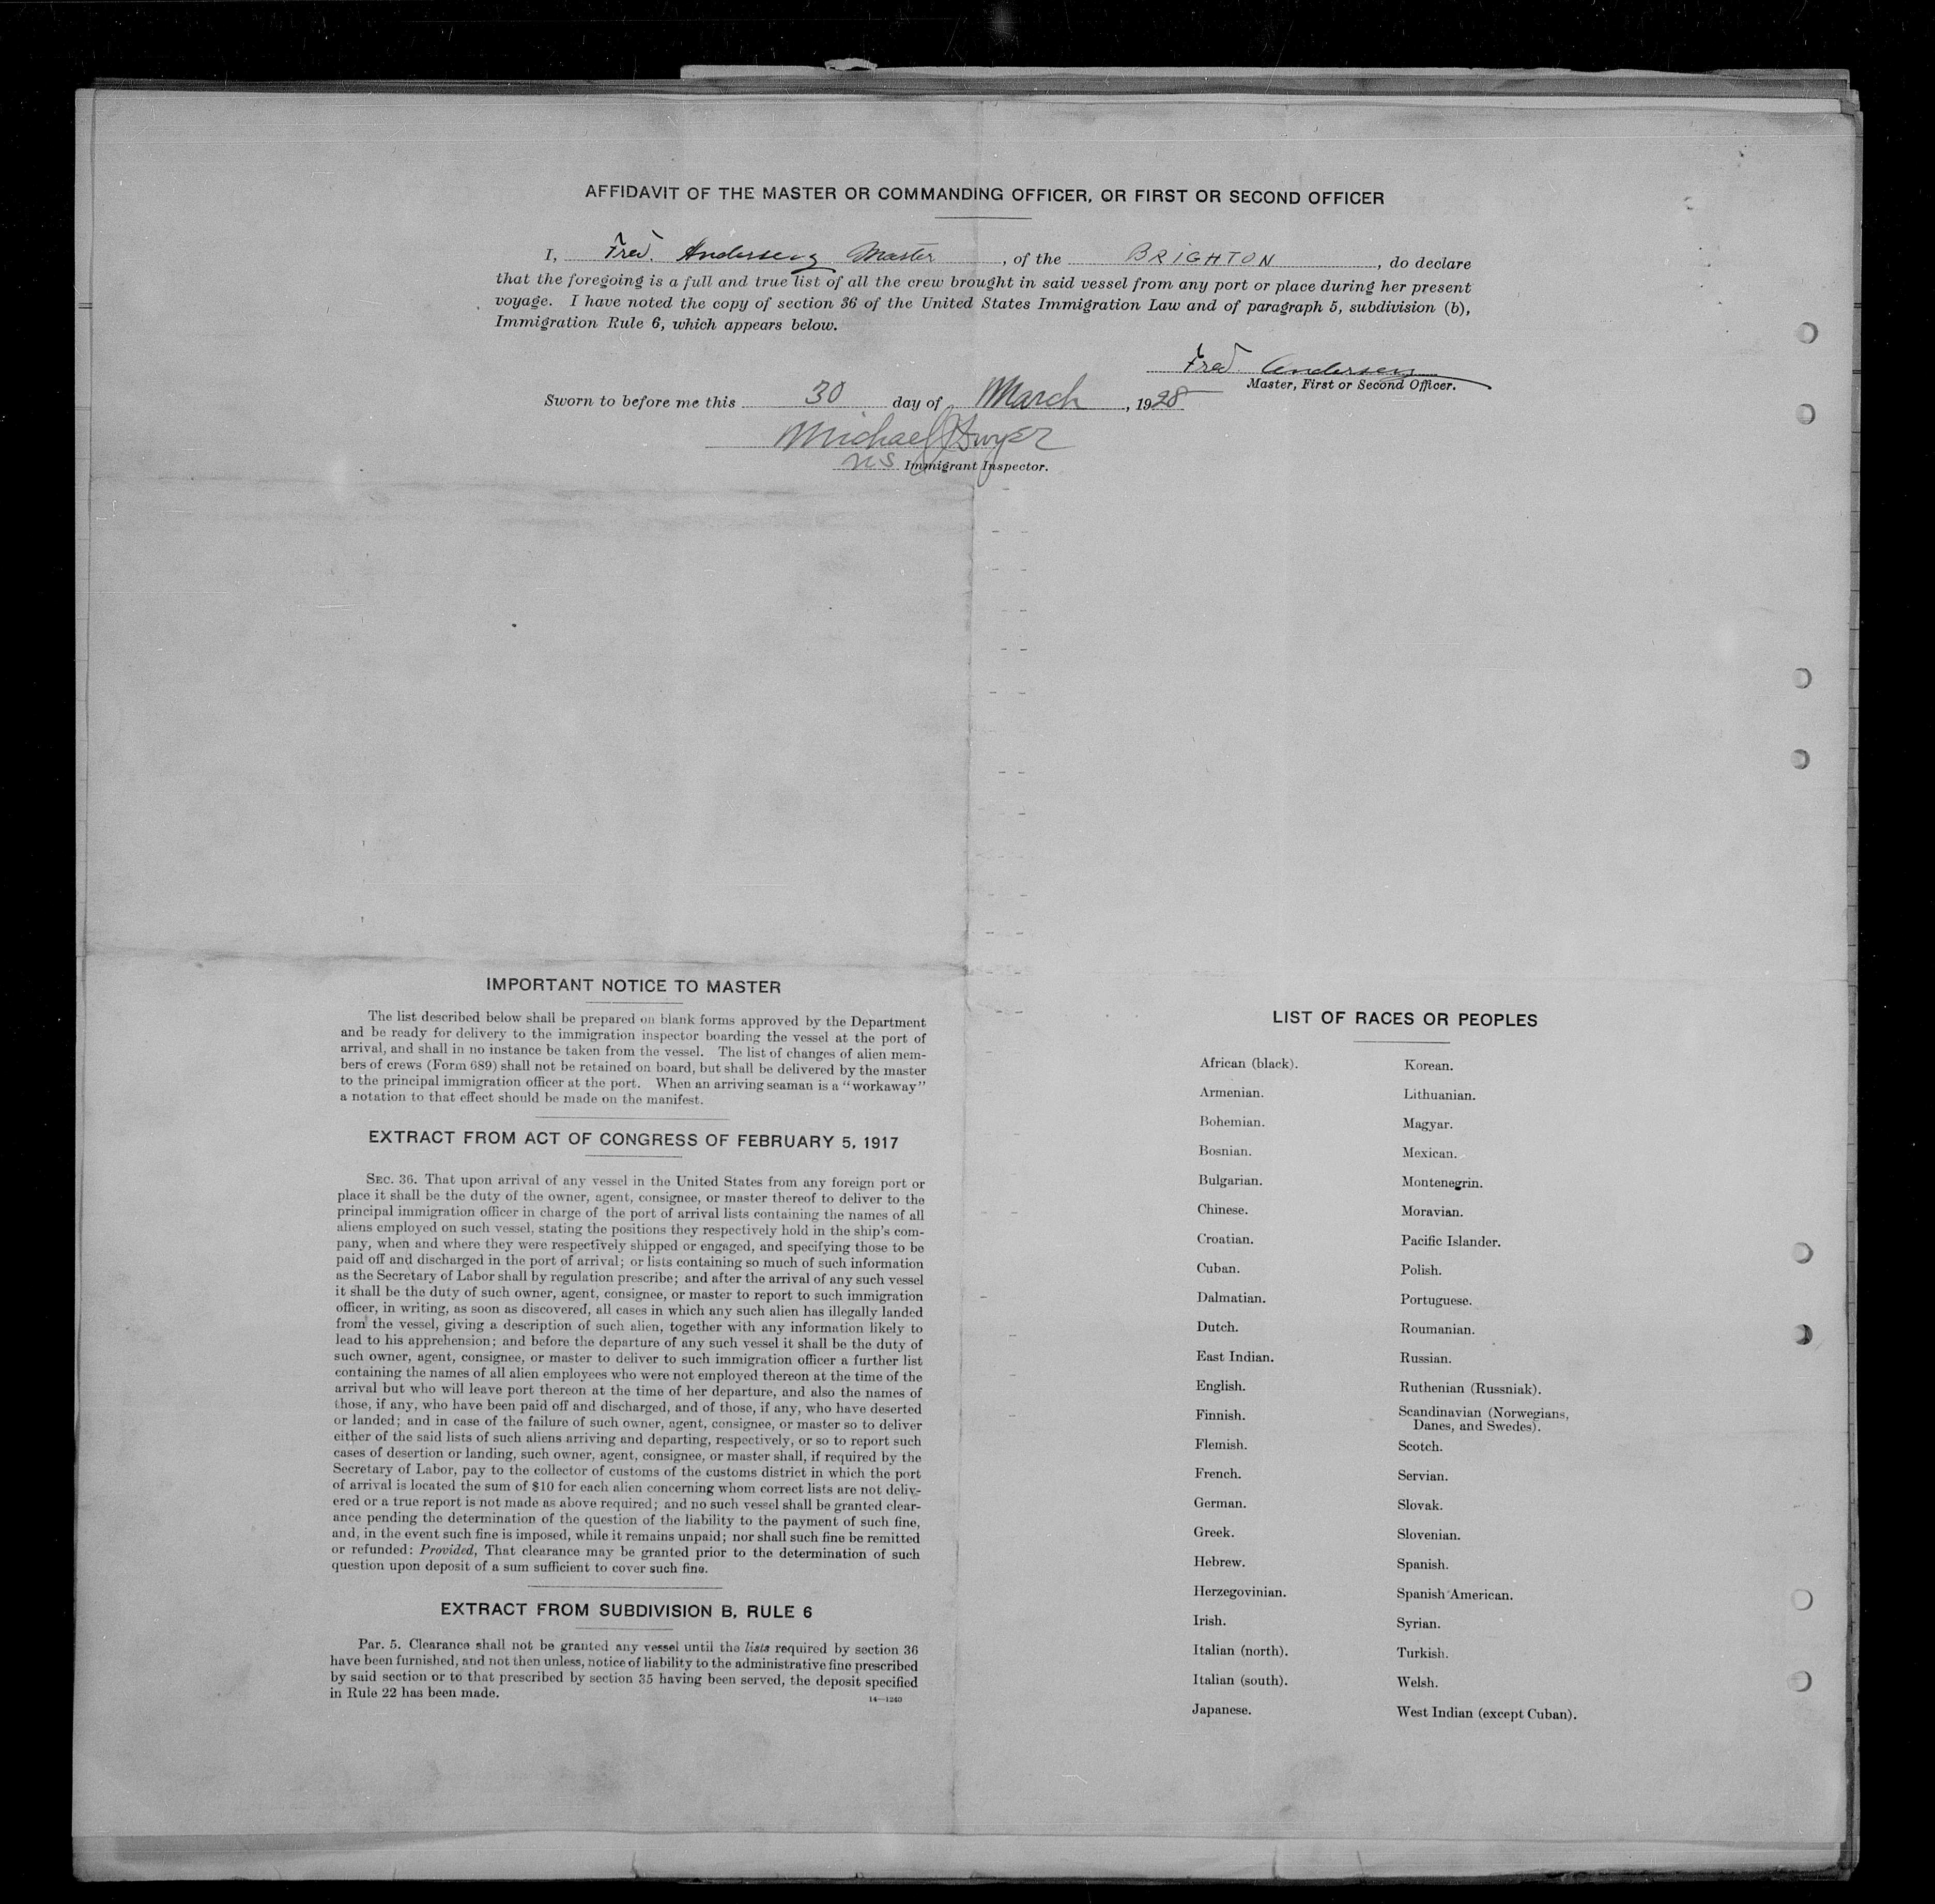 AFFIDAVIT OF THE MASTER OR COMMANDING OFFICER, OR FIRST OR SECOND OFFICER
I, Fred. Andersen Master, of the BRIGHTON, do declare
that the foregoing is a full and true list of all the crew brought in said vessel from any port or place during her present
voyage. I have noted the copy of section 36 of the United States Immigration Law and of paragraph 5, subdivision (b),
Immigration Rule 6, which appears below.
Fred Andersen
Master, First or Second Officer.
Sworn to before me this 30 day of March, 1928
Michael J Dwyer
U.S. Immigrant Inspector.
IMPORTANT NOTICE TO MASTER
The list described below shall be prepared on blank forms approved by the Department
and be ready for delivery to the immigration inspector boarding the vessel at the port of
arrival, and shall in no instance be taken from the vessel. The list of changes of alien mem-
bers of crews (Form 689) shall not be retained on board, but shall be delivered by the master
to the principal immigration officer at the port. When an arriving seaman is a "workaway"
a notation to that effect should be made on the manifest.
EXTRACT FROM ACT OF CONGRESS OF FEBRUARY 5, 1917
SEC. 36. That upon arrival of any vessel in the United States from any foreign port or
place it shall be the duty of the owner, agent, consignee, or master thereof to deliver to the
principal immigration officer in charge of the port of arrival lists containing the names of all
aliens employed on such vessel, stating the positions they respectively hold in the ship's com-
pany, when and where they were respectively shipped or engaged, and specifying those to be
paid off and discharged in the port of arrival; or lists containing so much of such information
as the Secretary of Labor shall by regulation prescribe; and after the arrival of any such vessel
it shall be the duty of such owner, agent, consignee, or master to report to such immigration
officer, in writing, as soon as discovered, all cases in which any such alien has illegally landed
from the vessel, giving a description of such alien, together with any information likely to
lead to his apprehension; and before the departure of any such vessel it shall be the duty of
such owner, agent, consignee, or master to deliver to such immigration officer a further list
containing the names of all alien employees who were not employed thereon at the time of the
arrival but who will leave port thereon at the time of her departure, and also the names of
those, if any, who have been paid off and discharged, and of those, if any, who have deserted
or landed; and in case of the failure of such owner, agent, consignee, or master so to deliver
either of the said lists of such aliens arriving and departing, respectively, or so to report such
cases of desertion or landing, such owner, agent, consignee, or master shall, if required by the
Secretary of Labor, pay to the collector of customs of the customs district in which the port
of arrival is located the sum of $10 for each alien concerning whom correct lists are not deliv-
ered or a true report is not made as above required; and no such vessel shall be granted clear-
ance pending the determination of the question of the liability to the payment of such fine,
and, in the event such fine is imposed, while it remains unpaid; nor shall such fine be remitted
or refunded: Provided, That clearance may be granted prior to the determination of such
question upon deposit of a sum sufficient to cover such fine.
EXTRACT FROM SUBDIVISION B, RULE 6
Par. 5. Clearance shall not be granted any vessel until the lists required by section 36
have been furnished, and not then unless, notice of liability to the administrative fine prescribed
by said section or to that prescribed by section 35 having been served, the deposit specified
in Rule 22 has been made.
14—1240
LIST OF RACES OR PEOPLES
African (black).
Armenian.
Bohemian.
Bosnian.
Bulgarian.
Chinese.
Croatian.
Cuban.
Dalmatian.
Dutch.
East Indian.
English.
Finnish.
Flemish.
French.
German.
Greek.
Hebrew.
Herzegovinian.
Irish.
Italian (north).
Italian (south).
Japanese.
Korean.
Lithuanian.
Magyar.
Mexican.
Montenegrin.
Moravian.
Pacific Islander.
Polish.
Portuguese.
Roumanian.
Russian.
Ruthenian (Russniak).
Scandinavian (Norwegians,
Danes, and Swedes).
Scotch.
Servian.
Slovak.
Slovenian.
Spanish.
Spanish American.
Syrian.
Turkish.
Welsh.
West Indian (except Cuban).